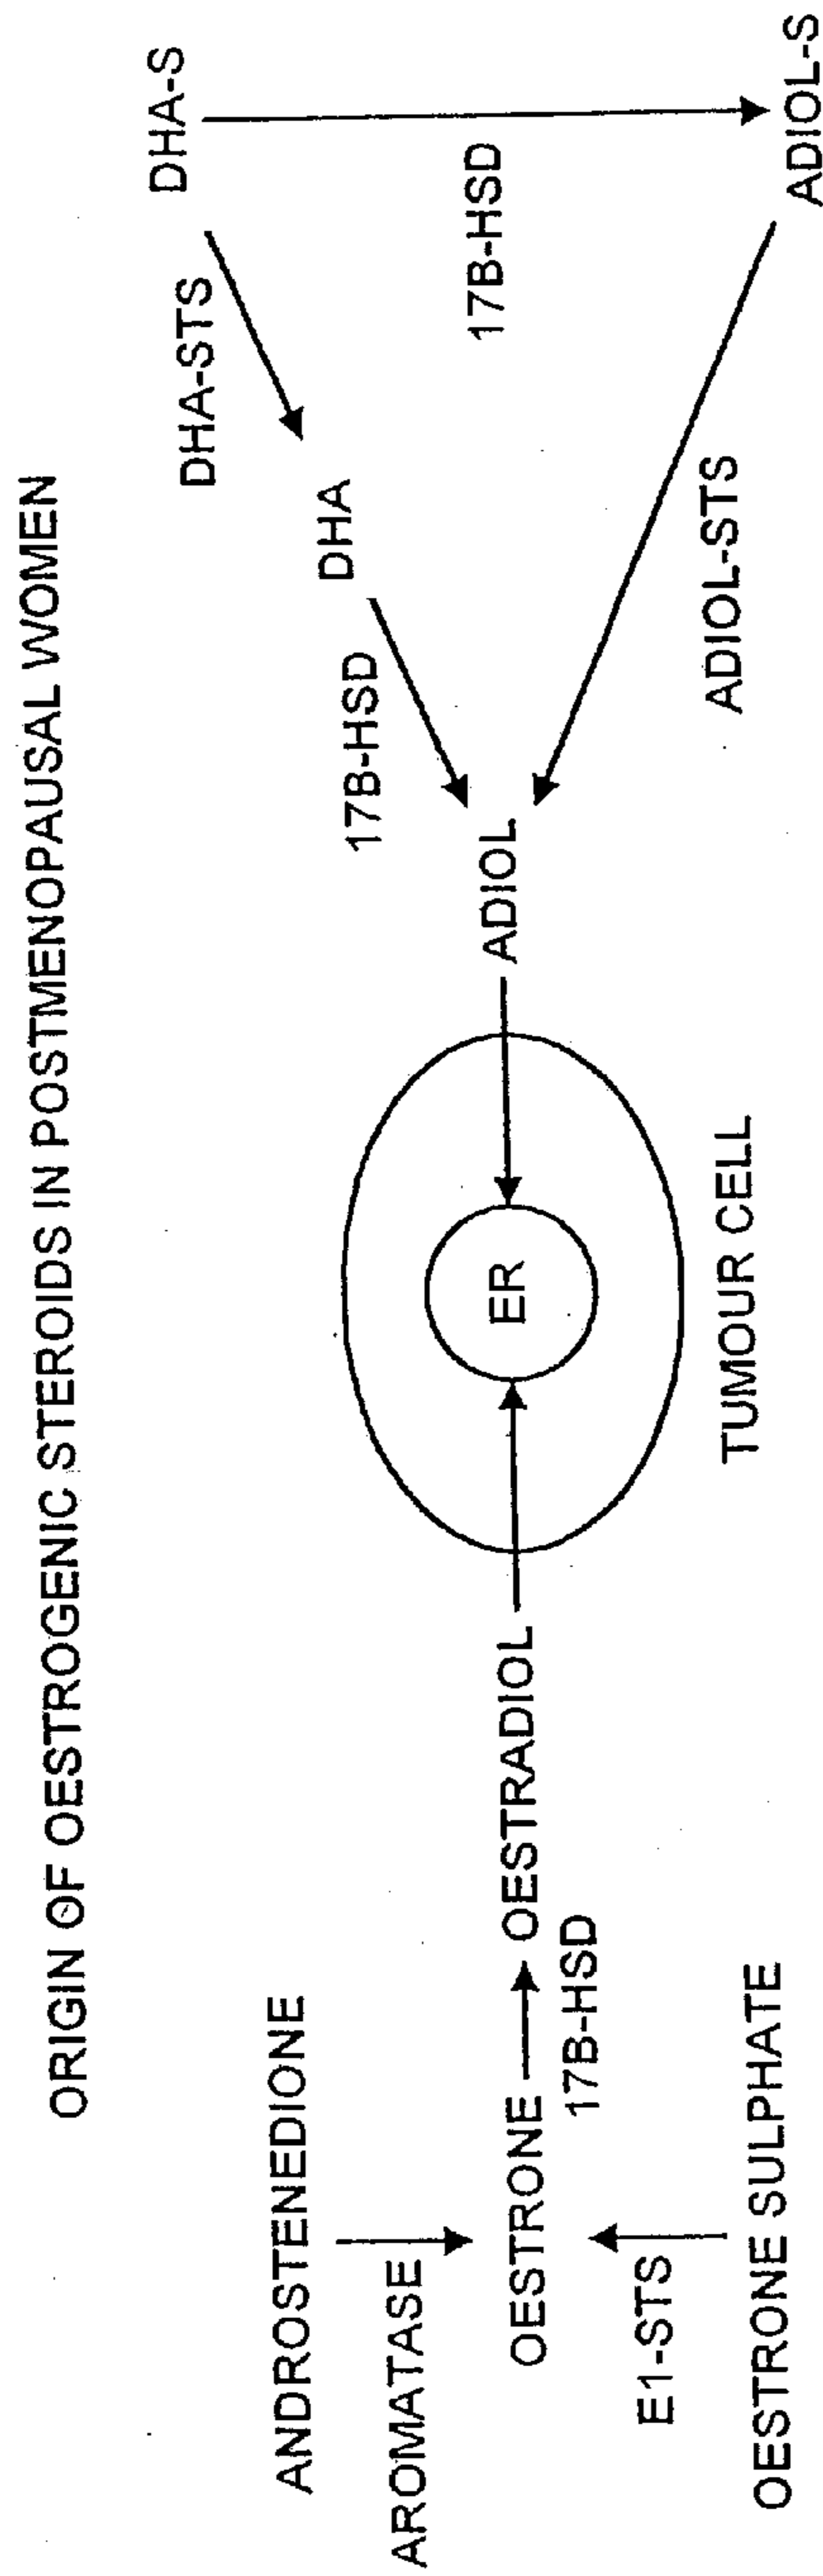 ORIGIN OF OESTROGENIC STEROIDS IN POSTMENOPAUSAL WOMEN
ANDROSTENEDIONE
AROMATASE
OESTRONE
OESTRADIOL
17B-HSD
E1-STS
OESTRONE SULPHATE
ER
TUMOUR CELL
ADIOL
17B-HSD
DHA
DHA-STS
DHA-S
17B-HSD
ADIOL-STS
ADIOL-S